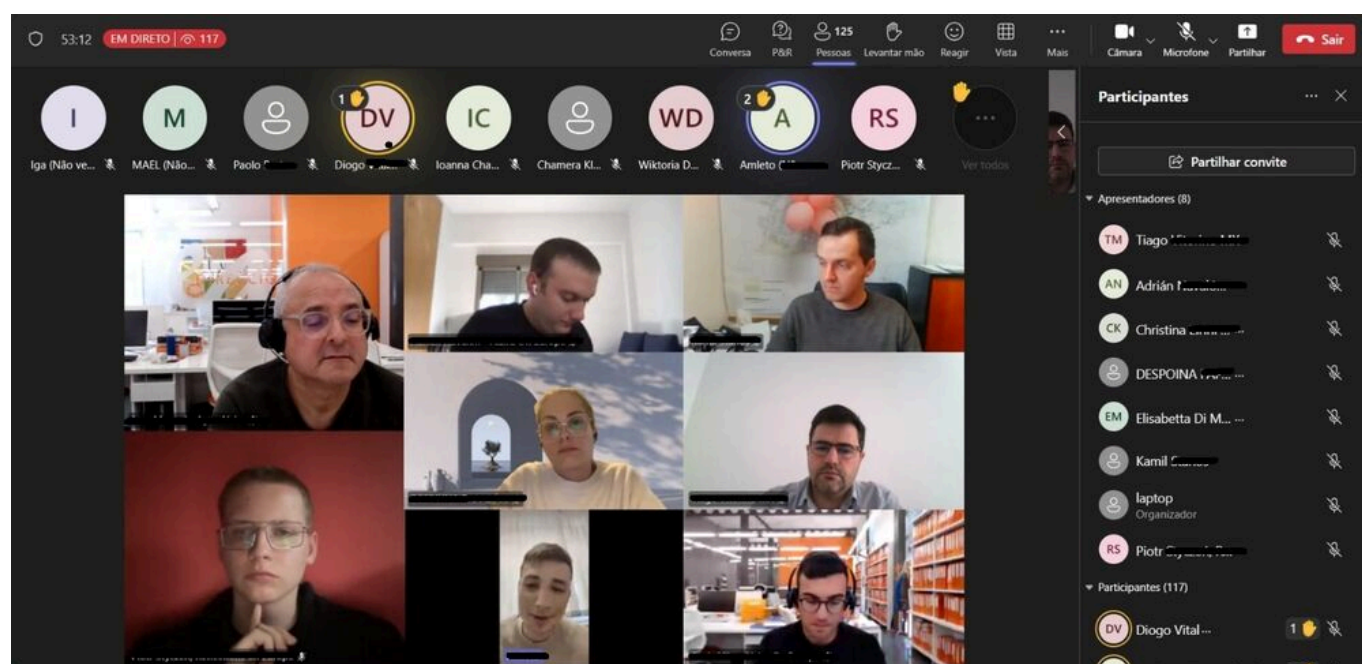 53:12 EM DIRETO 117
Conversa P&R 125 Pessoas Levantar mão Reagir Vista Mais Câmara Microfone Partilhar Sair
I M 1 DV IC WD 2 A RS
Iga (Não ve... MAEL (Não... Paolo Diogo Ioanna Cha... Chamera Kl... Wiktoria D... Amleto ( Piotr Stycz... Ver todos
Participantes
Partilhar convite
Apresentadores (8)
TM Tiago
AN Adrián
CK Christina
DESPOINA
EM Elisabetta Di M... ...
Kamil
laptop
Organizador
RS Piotr
Participantes (117)
DV Diogo Vital ... 1